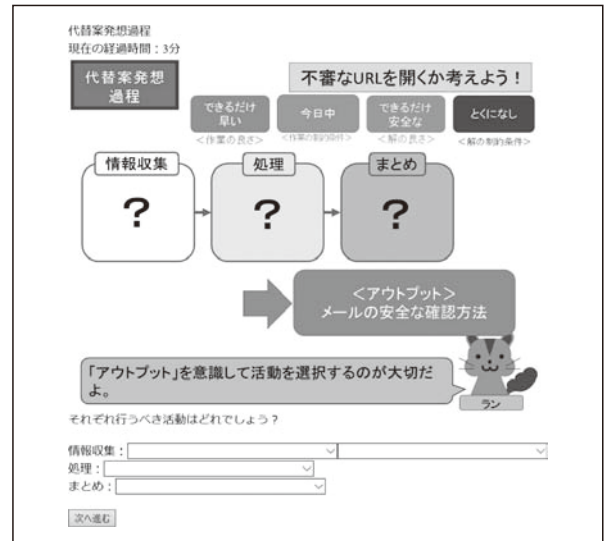 代替案発想過程
現在の経過時間：3分
代替案発想
過程
不審なURLを開くか考えよう！
できるだけ
早い
<作業の良さ>
今日中
<作業の制約条件>
できるだけ
安全な
<解の良さ>
とくになし
<解の制約条件>
情報収集
?
処理
?
まとめ
?
<アウトプット>
メールの安全な確認方法
「アウトプット」を意識して活動を選択するのが大切だ
よ。
ラン
それぞれ行うべき活動はどれでしょう？
情報収集：
処理：
まとめ：
次へ進む